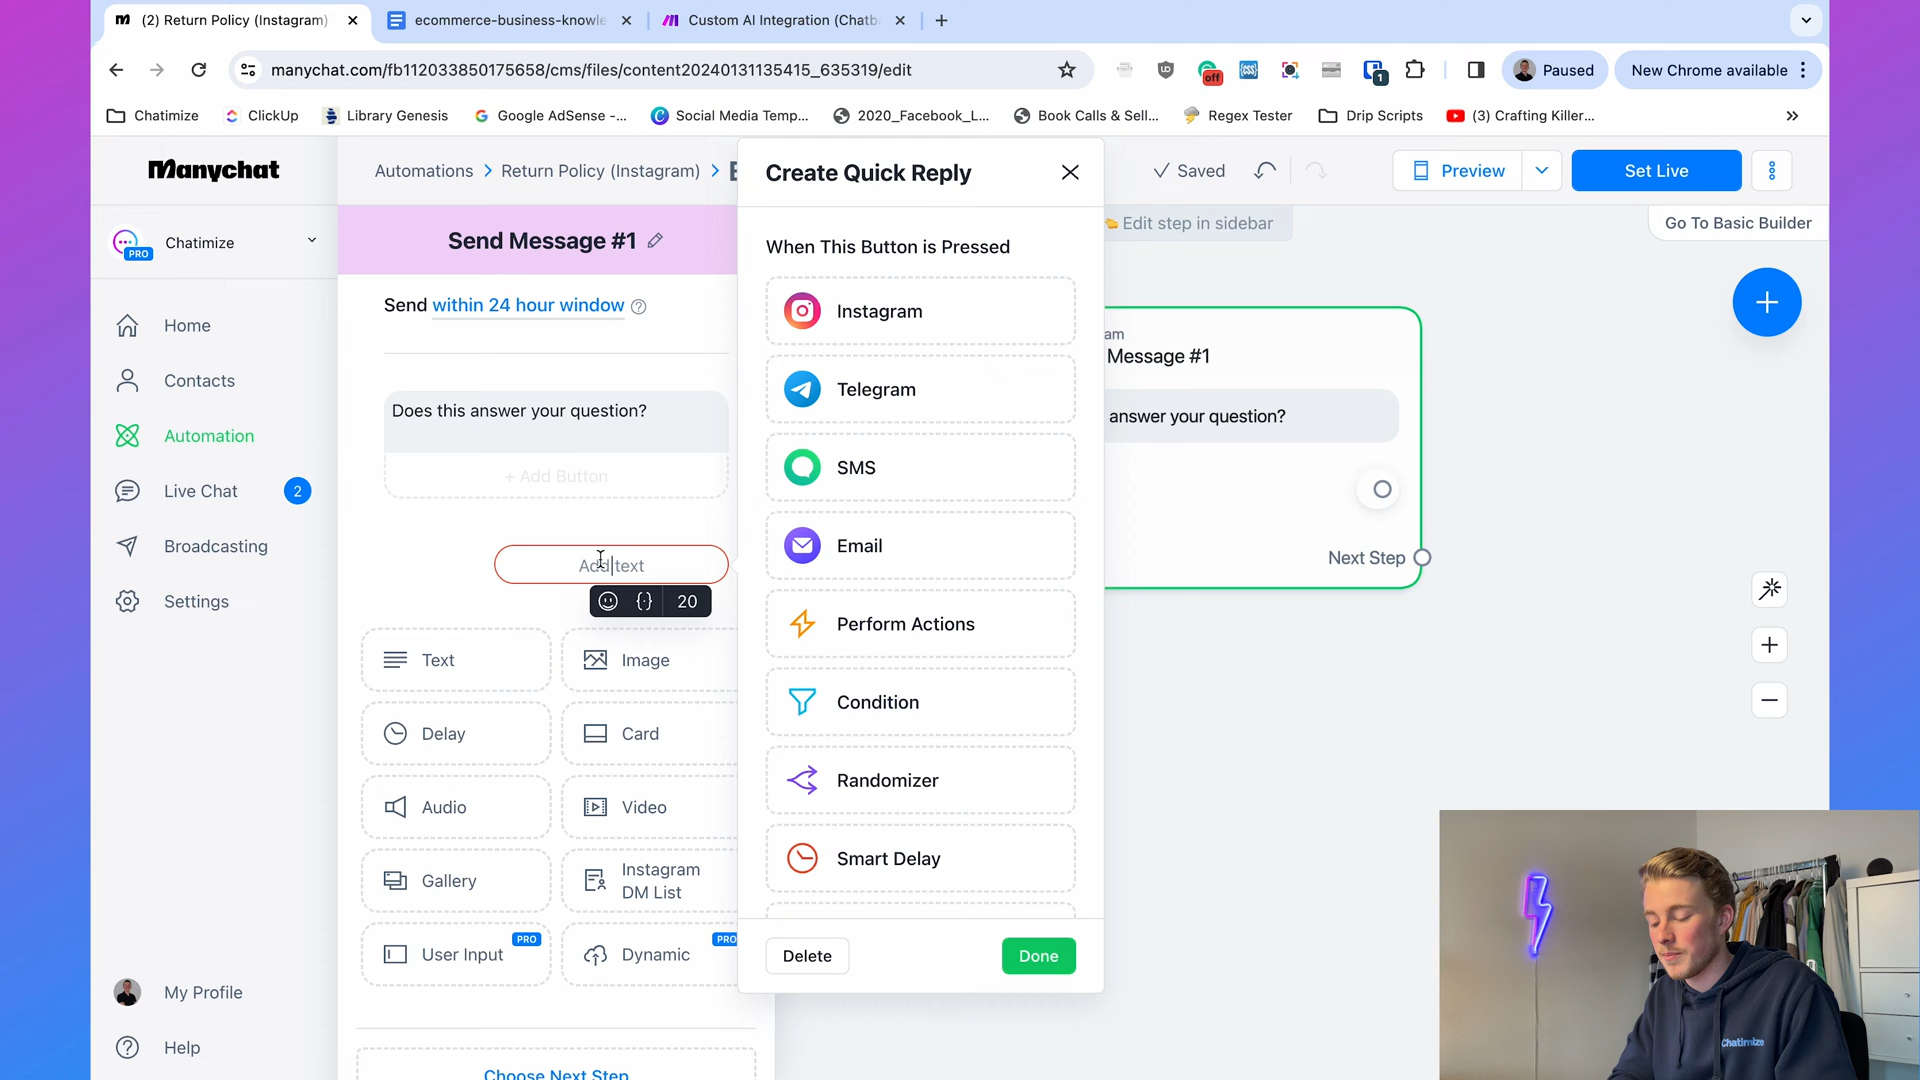 (2) Return Policy (Instagram)
ecommerce-business-knowle
Custom AI Integration (Chatb
manychat.com/fb112033850175658/cms/files/content20240131135415_635319/edit
off
1
Paused
New Chrome available
Chatimize
ClickUp
Library Genesis
Google AdSense -...
Social Media Temp...
2020_Facebook_L...
Book Calls & Sell...
Regex Tester
Drip Scripts
(3) Crafting Killer...
Manychat
Automations
Return Policy (Instagram)
Saved
Preview
Set Live
Chatimize
PRO
Home
Contacts
Automation
Live Chat
2
Broadcasting
Settings
My Profile
Help
Send Message #1
Send within 24 hour window
Does this answer your question?
+ Add Button
Add text
20
Text
Image
Delay
Card
Audio
Video
Gallery
Instagram
DM List
User Input
PRO
Dynamic
PRO
Choose Next Step
Create Quick Reply
When This Button is Pressed
Instagram
Telegram
SMS
Email
Perform Actions
Condition
Randomizer
Smart Delay
Delete
Done
Edit step in sidebar
Go To Basic Builder
am
Message #1
answer your question?
Next Step
Chatimize